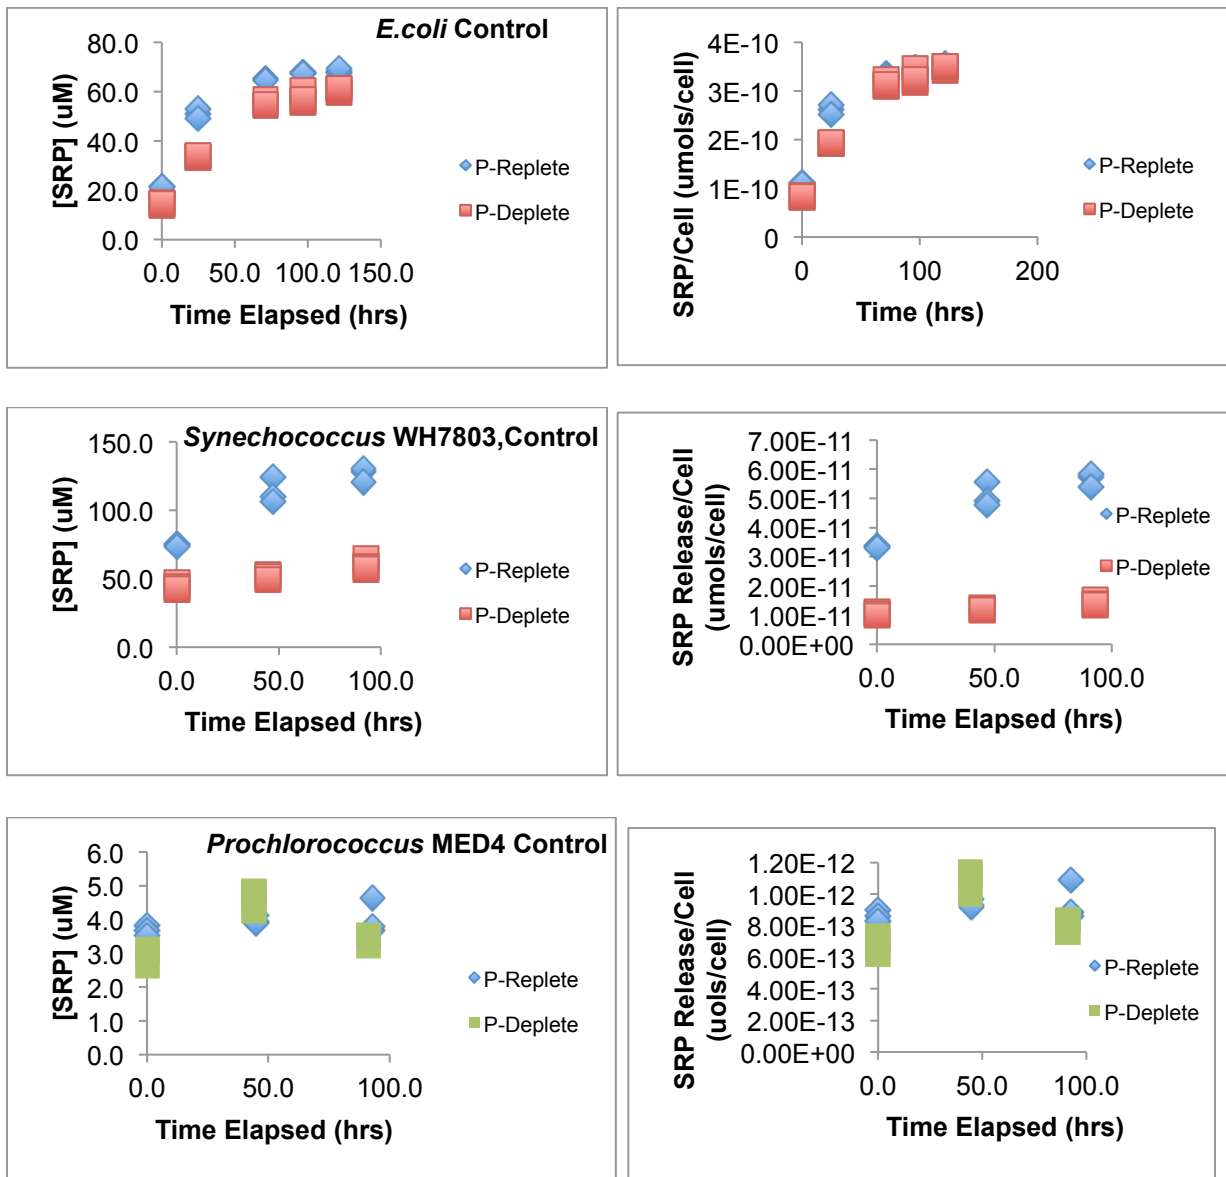 E.coli Control
[SRP] (uM)
80.0
60.0
40.0
20.0
0.0
0.0 50.0 100.0 150.0
Time Elapsed (hrs)
P-Replete
P-Deplete
SRP/Cell (umols/cell)
4E-10
3E-10
2E-10
1E-10
0
0 100 200
Time (hrs)
P-Replete
P-Deplete
Synechococcus WH7803,Control
[SRP] (uM)
150.0
100.0
50.0
0.0
0.0 50.0 100.0
Time Elapsed (hrs)
P-Replete
P-Deplete
SRP Release/Cell
(umols/cell)
7.00E-11
6.00E-11
5.00E-11
4.00E-11
3.00E-11
2.00E-11
1.00E-11
0.00E+00
0.0 50.0 100.0
Time Elapsed (hrs)
P-Replete
P-Deplete
Prochlorococcus MED4 Control
[SRP] (uM)
6.0
5.0
4.0
3.0
2.0
1.0
0.0
0.0 50.0 100.0
Time Elapsed (hrs)
P-Replete
P-Deplete
SRP Release/Cell
(uols/cell)
1.20E-12
1.00E-12
8.00E-13
6.00E-13
4.00E-13
2.00E-13
0.00E+00
0.0 50.0 100.0
Time Elapsed (hrs)
P-Replete
P-Deplete